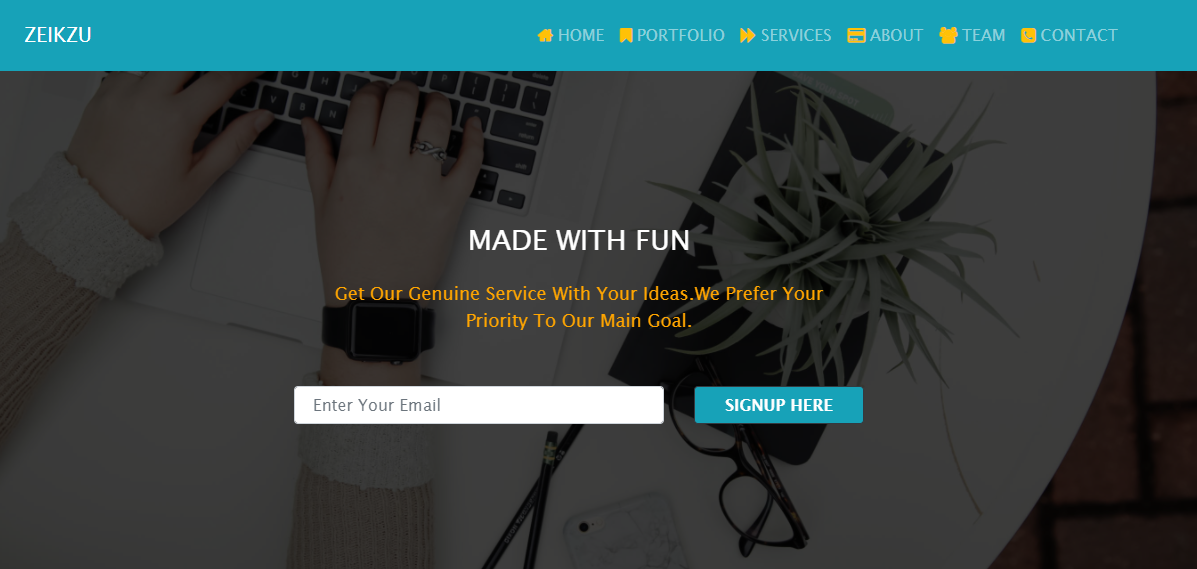 ZEIKZU
HOME PORTFOLIO SERVICES ABOUT TEAM CONTACT
MADE WITH FUN
Get Our Genuine Service With Your Ideas.We Prefer Your
Priority To Our Main Goal.
Enter Your Email
SIGNUP HERE